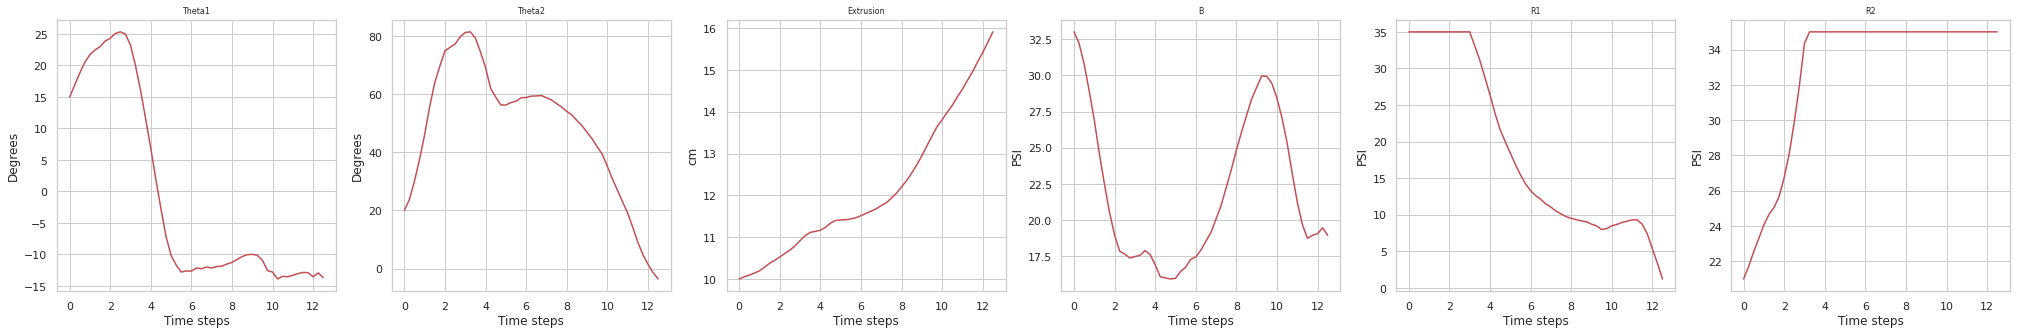 Theta1
Degrees
25
20
15
10
5
0
−5
−10
−15
0 2 4 6 8 10 12
Time steps
Theta2
Degrees
80
60
40
20
0
0 2 4 6 8 10 12
Time steps
Extrusion
cm
16
15
14
13
12
11
10
0 2 4 6 8 10 12
Time steps
B
PSI
32.5
30.0
27.5
25.0
22.5
20.0
17.5
0 2 4 6 8 10 12
Time steps
R1
PSI
35
30
25
20
15
10
5
0
0 2 4 6 8 10 12
Time steps
R2
PSI
34
32
30
28
26
24
22
0 2 4 6 8 10 12
Time steps